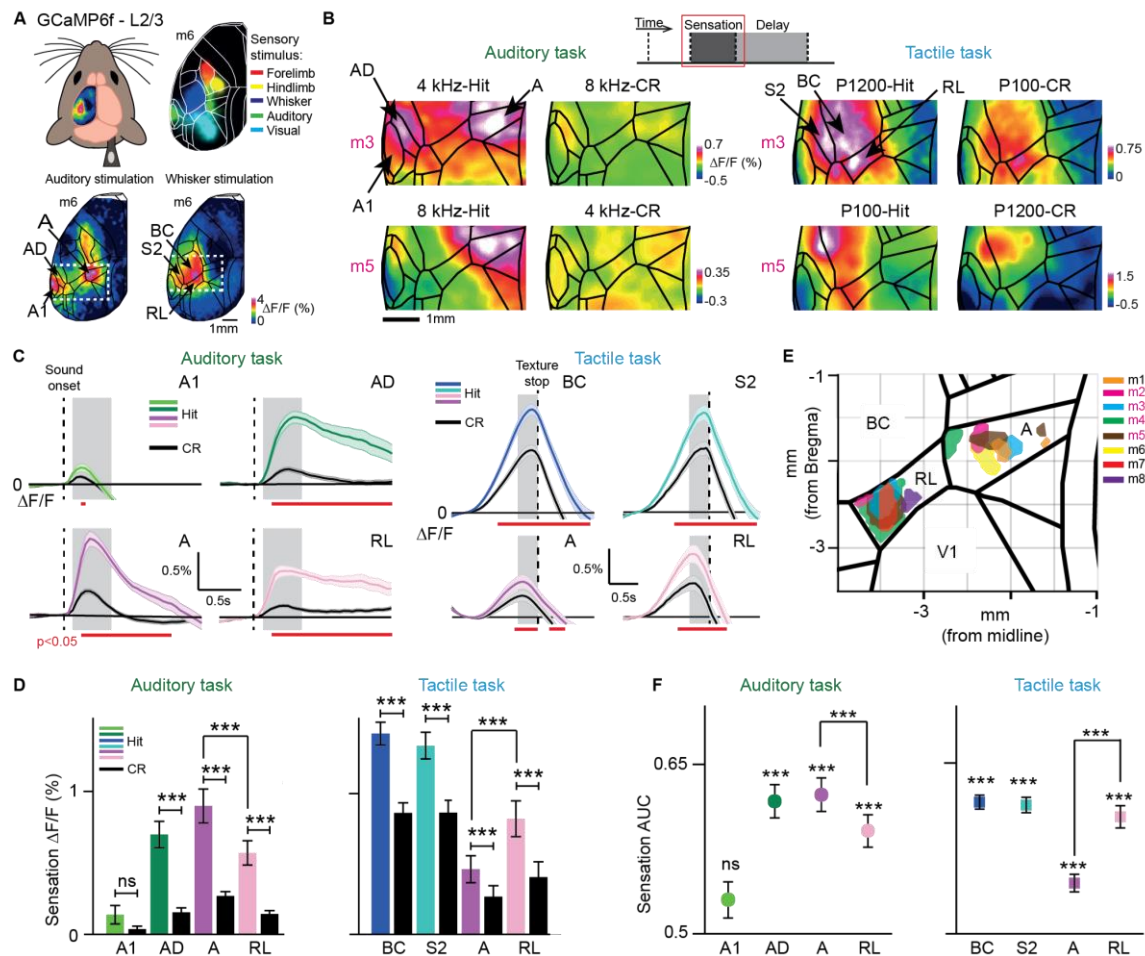 A
GCaMP6f - L2/3
m6
Sensory
stimulus:
Forelimb
Hindlimb
Whisker
Auditory
Visual
Auditory stimulation
Whisker stimulation
m6
m6
A
AD
A1
BC
S2
RL
4
ΔF/F (%)
0
1mm
B
Time
Sensation
Delay
Auditory task
Tactile task
AD
4 kHz-Hit
A
8 kHz-CR
S2
BC
P1200-Hit
RL
P100-CR
m3
0.7
ΔF/F (%)
-0.5
m3
0.75
0
A1
8 kHz-Hit
4 kHz-CR
P100-Hit
P1200-CR
m5
0.35
-0.3
m5
1.5
-0.5
1mm
C
Auditory task
Tactile task
Sound
onset
A1
AD
Texture
stop
BC
S2
Hit
CR
Hit
CR
0
ΔF/F
ΔF/F
A
RL
A
RL
0.5%
0.5s
0.5%
0.5s
p<0.05
E
-1
-3
mm
(from Bregma)
BC
A
RL
V1
-3
-1
mm
(from midline)
m1
m2
m3
m4
m5
m6
m7
m8
D
Auditory task
Tactile task
Sensation ΔF/F (%)
1
0
Hit
CR
Hit
CR
ns
***
***
***
***
***
***
***
***
***
A1
AD
A
RL
BC
S2
A
RL
F
Auditory task
Tactile task
Sensation AUC
0.65
0.5
ns
***
***
***
***
***
***
***
***
***
A1
AD
A
RL
BC
S2
A
RL